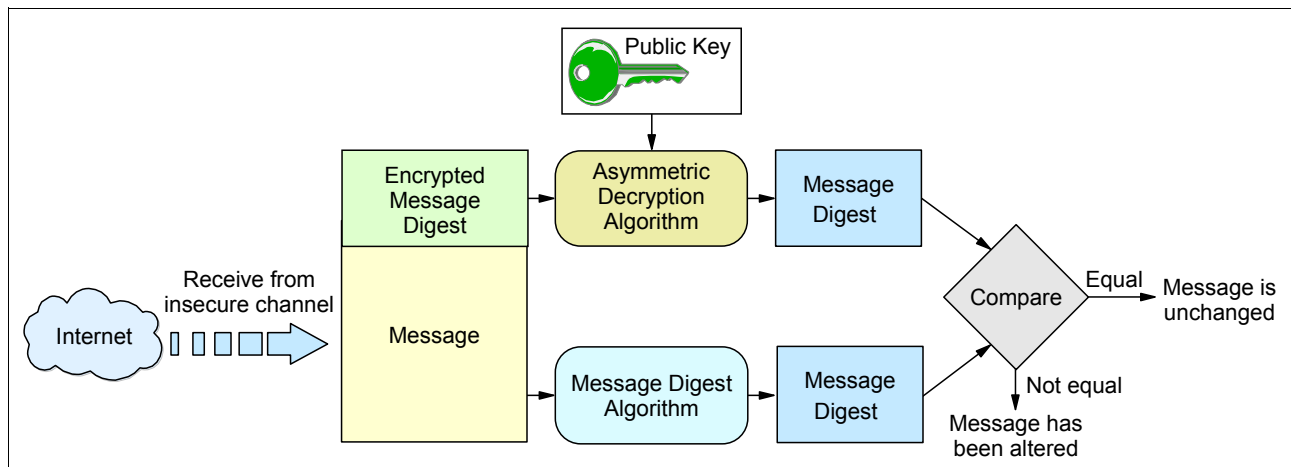 Public Key
Encrypted
Message
Digest
Asymmetric
Decryption
Algorithm
Message
Digest
Receive from
insecure channel
Internet
Message
Compare
Equal
Message is
unchanged
Message Digest
Algorithm
Message
Digest
Not equal
Message has
been altered